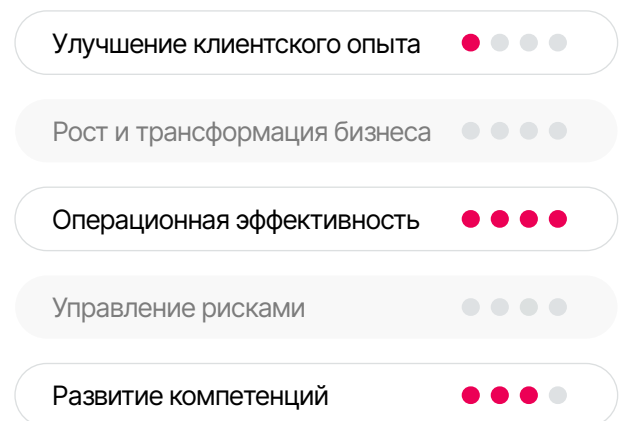 Улучшение клиентского опыта
Рост и трансформация бизнеса
Операционная эффективность
Управление рисками
Развитие компетенций